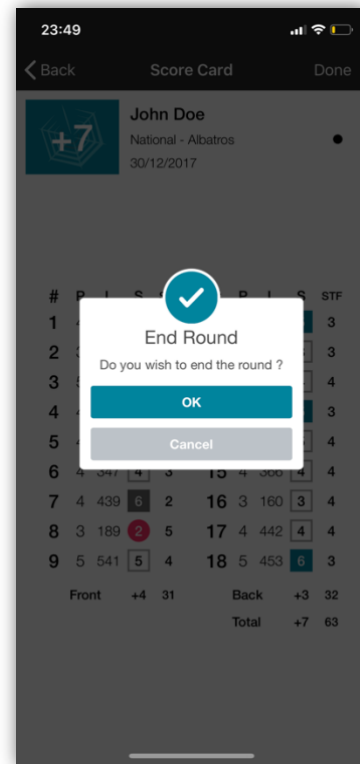 23:49
Back Score Card Done
+7
John Doe
National - Albatros
30/12/2017
# STF
1 3
2 3
3 4
4 3
5 4
6 4 347 4 3 15 4 366 4 4
7 4 439 6 2 16 3 160 3 4
8 3 189 2 5 17 4 442 4 4
9 5 541 5 4 18 5 453 6 3
Front +4 31 Back +3 32
Total +7 63
End Round
Do you wish to end the round ?
OK
Cancel